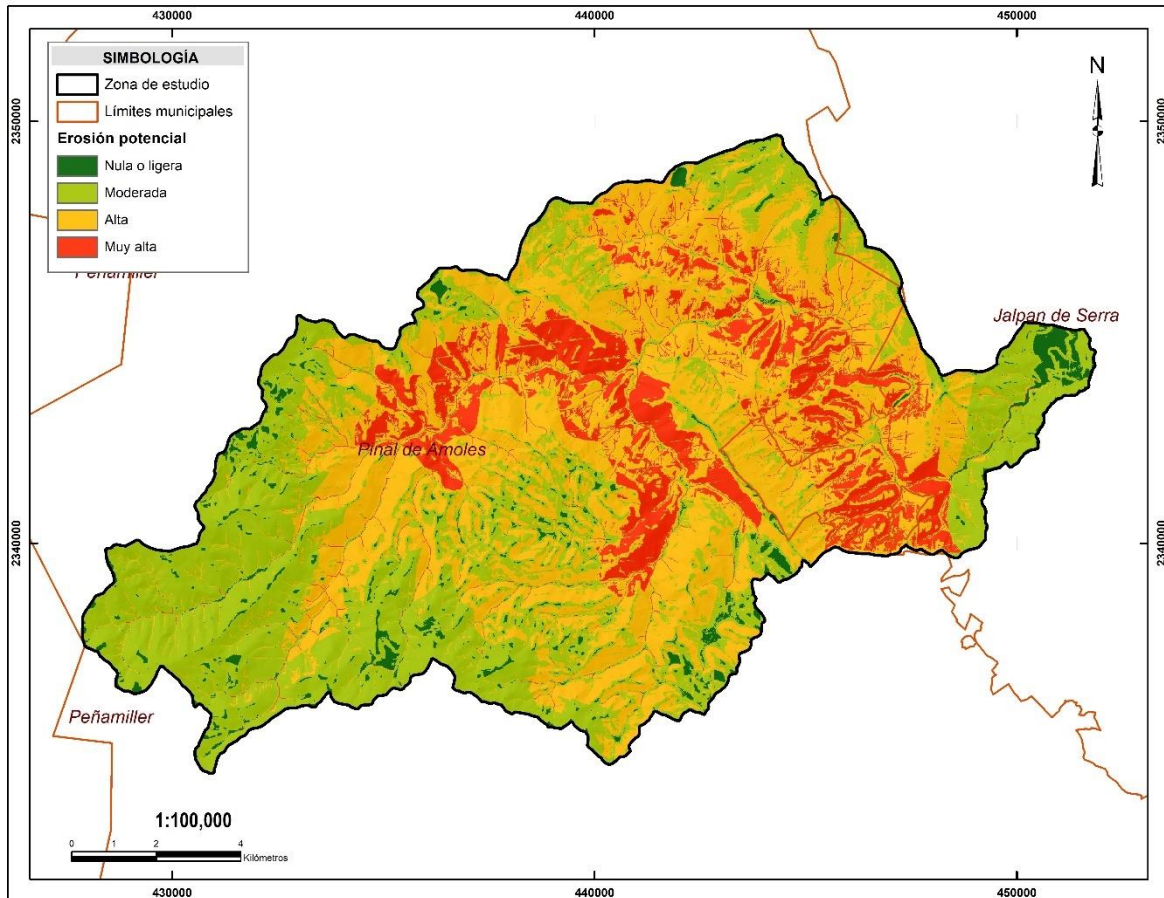 430000
440000
450000
SIMBOLOGÍA
Zona de estudio
Límites municipales
Erosión potencial
Nula o ligera
Moderada
Alta
Muy alta
N
2350000
2350000
Peñamiller
Jalpan de Serra
Pinal de Amoles
2340000
2340000
Peñamiller
1:100,000
0 1 2 4
Kilómetros
430000
440000
450000